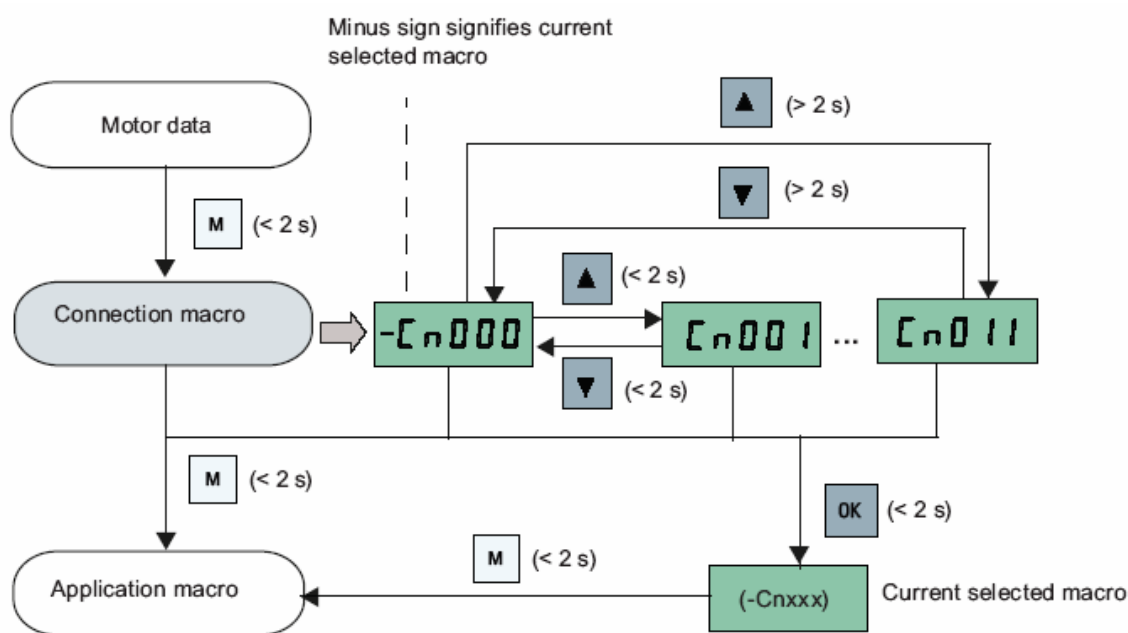 Minus sign signifies current
selected macro
▲ (> 2 s)
Motor data
▼ (> 2 s)
M (< 2 s)
▲ (< 2 s)
Connection macro
-Cn000
Cn001
...
Cn011
▼ (< 2 s)
M (< 2 s)
OK (< 2 s)
M (< 2 s)
Application macro
(-Cnxxx)
Current selected macro